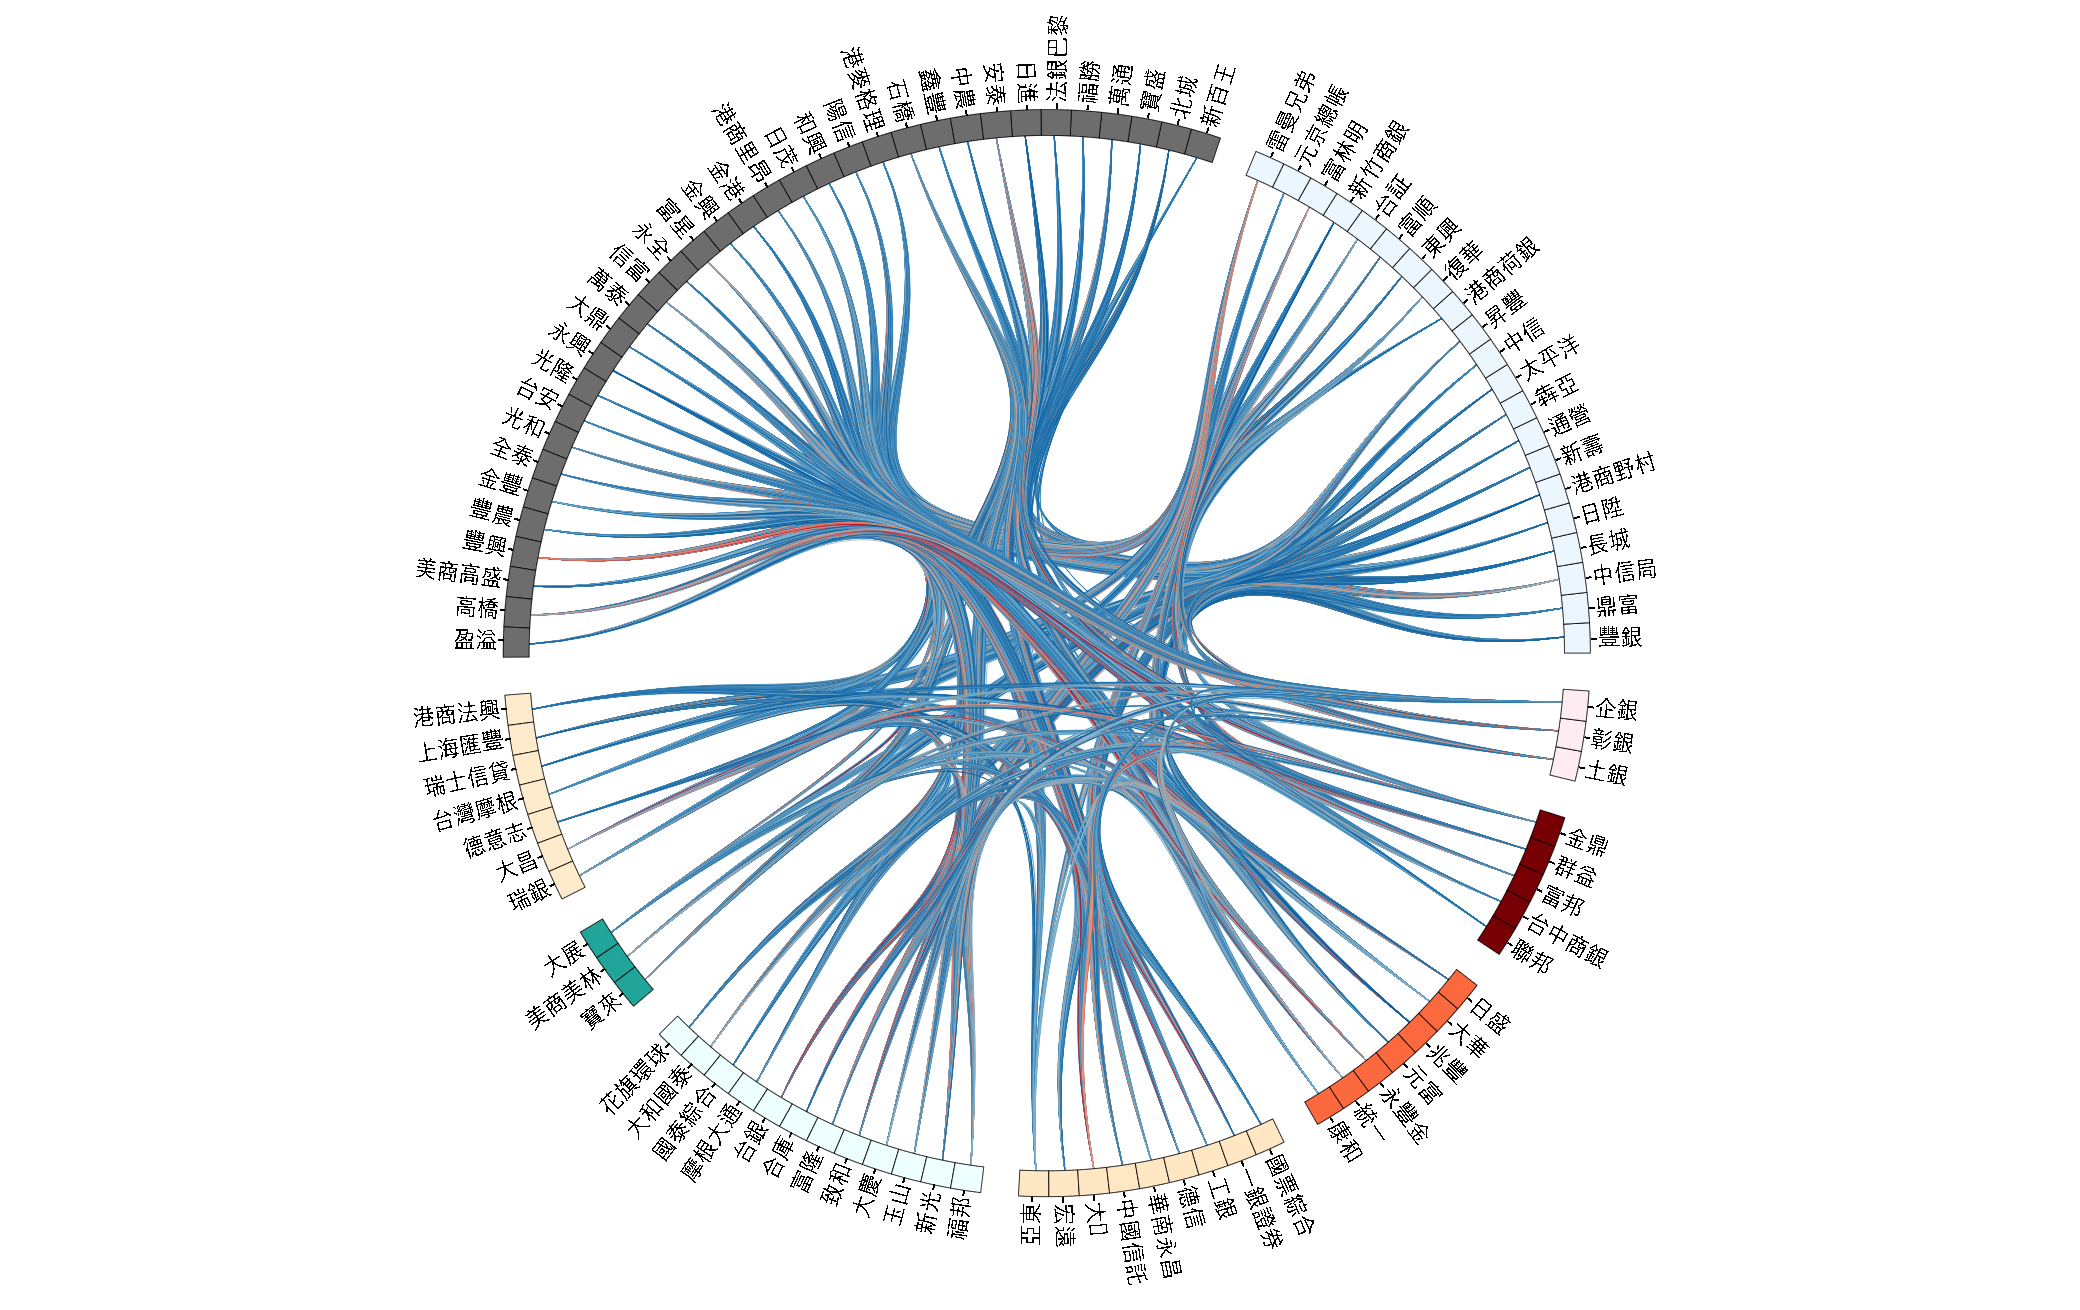 盈溢
高橋
美商高盛
豐興
豐農
金豐
全泰
光和
台安
光隆
永興
大鼎
萬泰
信富
永全
富星
金興
金港
港商里昂
日茂
和興
陽信
港麥格理
石橋
鑫豐
中農
安泰
日進
法銀巴黎
福勝
萬通
寶盛
北城
新百王
雷曼兄弟
元京總帳
富林明
新竹商銀
台証
富順
東興
復華
港商荷銀
昇豐
中信
太平洋
犇亞
通營
新壽
港商野村
日陞
長城
中信局
鼎富
豐銀
企銀
彰銀
土銀
金鼎
群益
富邦
台中商銀
聯邦
日盛
大華
兆豐
元富
永豐金
統一
康和
國票綜合
一銀證券
工銀
德信
華南永昌
中國信託
大口
宏遠
亞東
福邦
新光
玉山
大慶
致和
富隆
合庫
台銀
摩根大通
國泰綜合
大和國泰
花旗環球
寶來
美商美林
大展
瑞銀
大昌
德意志
台灣摩根
瑞士信貸
上海匯豐
港商法興